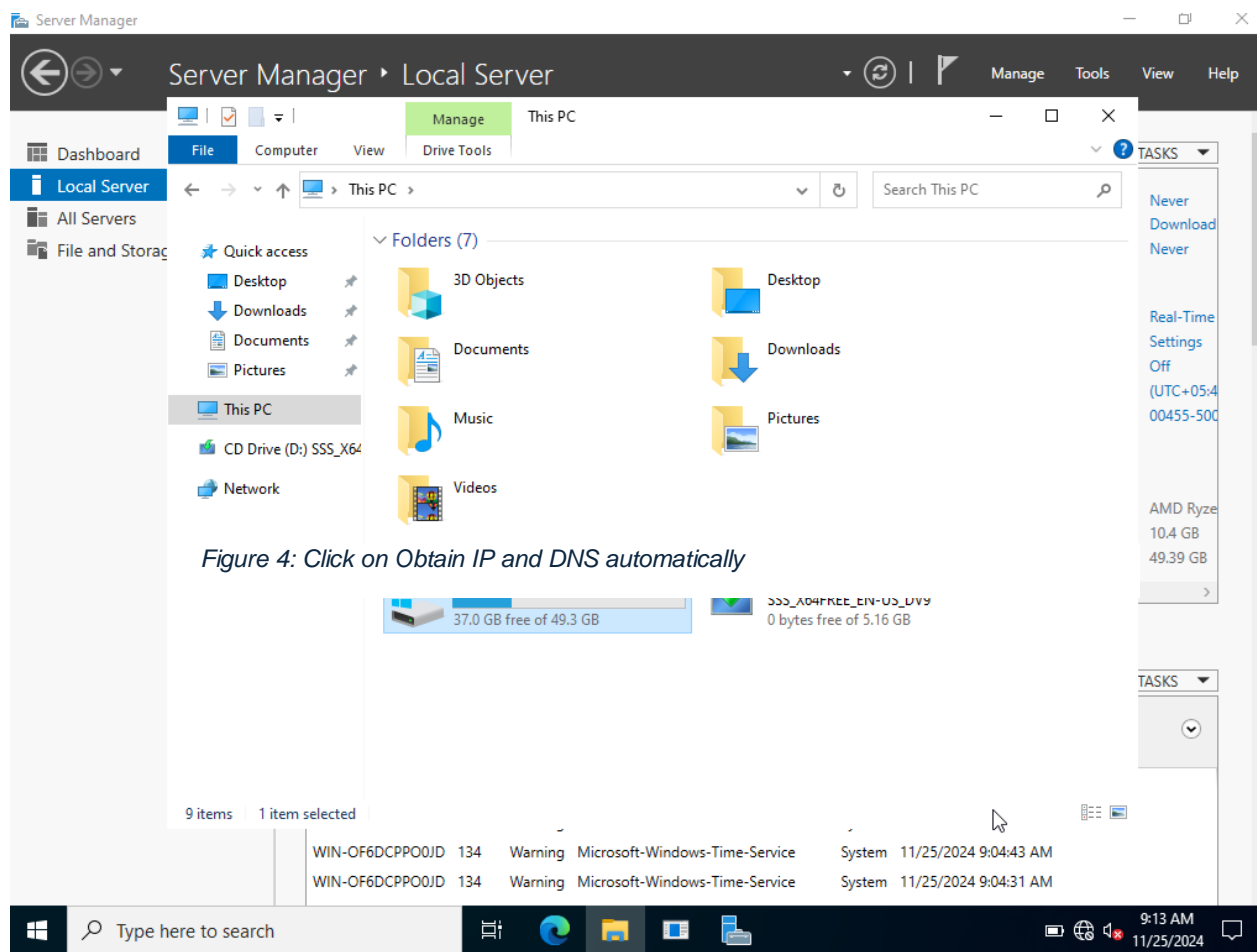 Server Manager
Server Manager ‣ Local Server
Manage Tools View Help
Manage This PC
File Computer View Drive Tools
Dashboard
Local Server
All Servers
File and Storag
TASKS
This PC
Search This PC
Never
Download
Never
Real-Time
Settings
Off
(UTC+05:4
00455-500
AMD Ryze
10.4 GB
49.39 GB
Quick access
Desktop
Downloads
Documents
Pictures
This PC
CD Drive (D:) SSS_X64
Network
Folders (7)
3D Objects
Desktop
Documents
Downloads
Music
Pictures
Videos
Figure 4: Click on Obtain IP and DNS automatically
SSS_X64FREE_EN-US_DV9
37.0 GB free of 49.3 GB
0 bytes free of 5.16 GB
TASKS
9 items 1 item selected
WIN-OF6DCPPO0JD 134 Warning Microsoft-Windows-Time-Service System 11/25/2024 9:04:43 AM
WIN-OF6DCPPO0JD 134 Warning Microsoft-Windows-Time-Service System 11/25/2024 9:04:31 AM
Type here to search
9:13 AM
11/25/2024